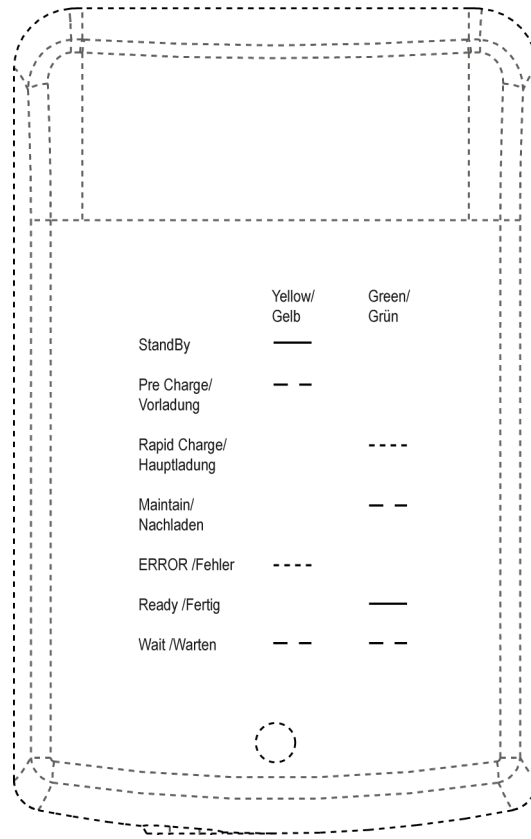 Yellow/ Green/
Gelb Grün
StandBy
Pre Charge/
Vorladung
Rapid Charge/
Hauptladung
Maintain/
Nachladen
ERROR /Fehler
Ready /Fertig
Wait /Warten